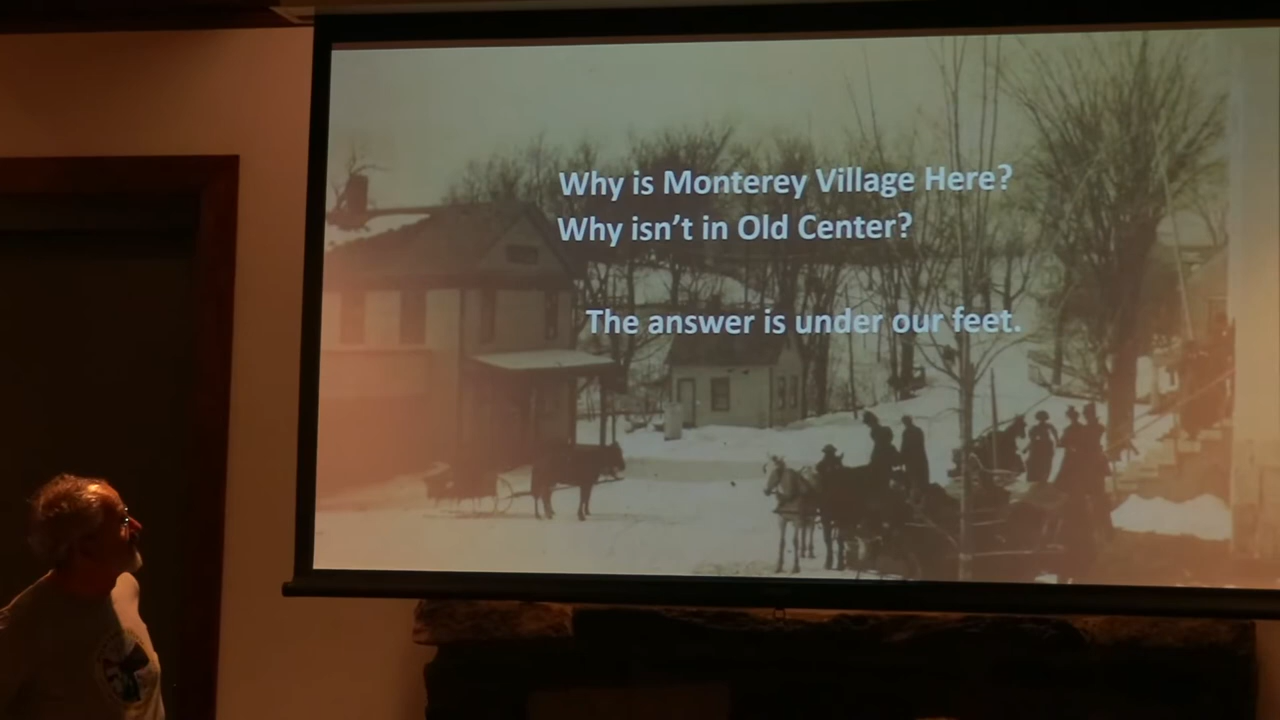 Why is Monterey Village Here?
Why isn't in Old Center?
The answer is under our feet.